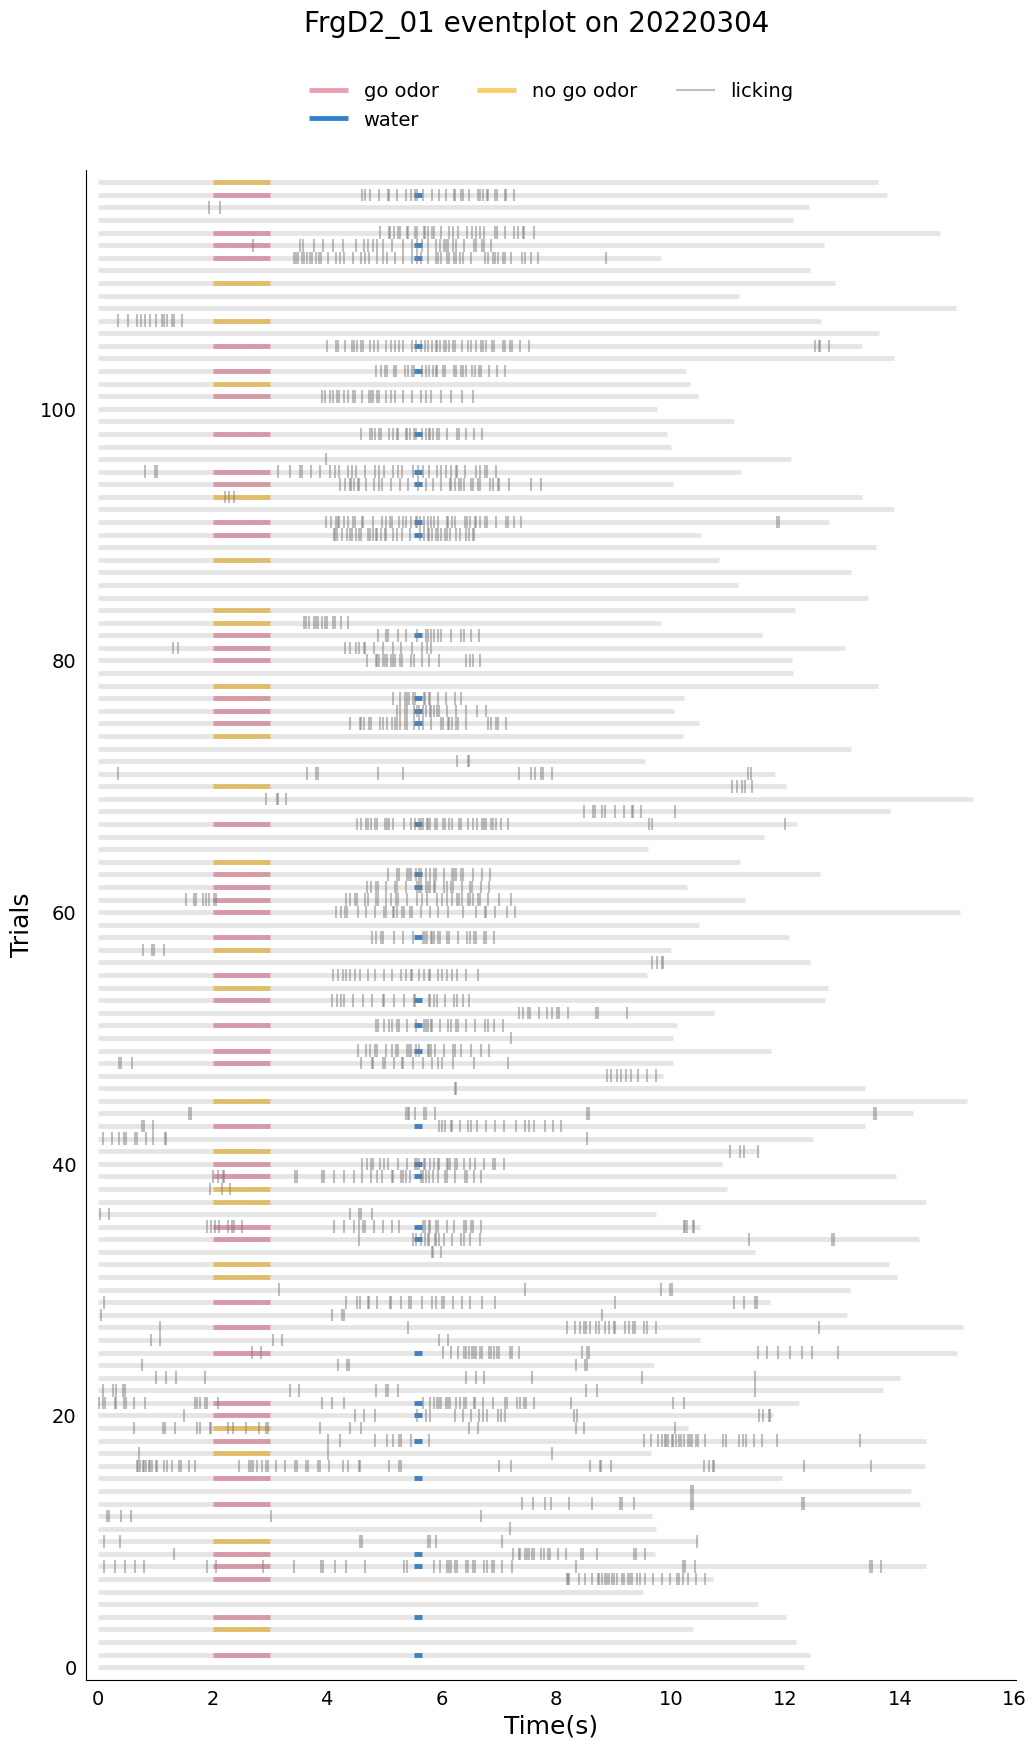 FrgD2_01 eventplot on 20220304
go odor
no go odor
licking
water
100
80
60
40
20
0
Trials
0 2 4 6 8 10 12 14 16
Time(s)